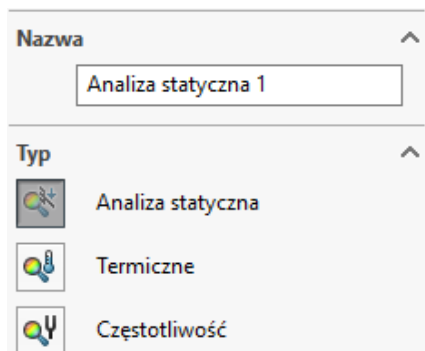 Nazwa
Analiza statyczna 1
Typ
Analiza statyczna
Termiczne
Częstotliwość